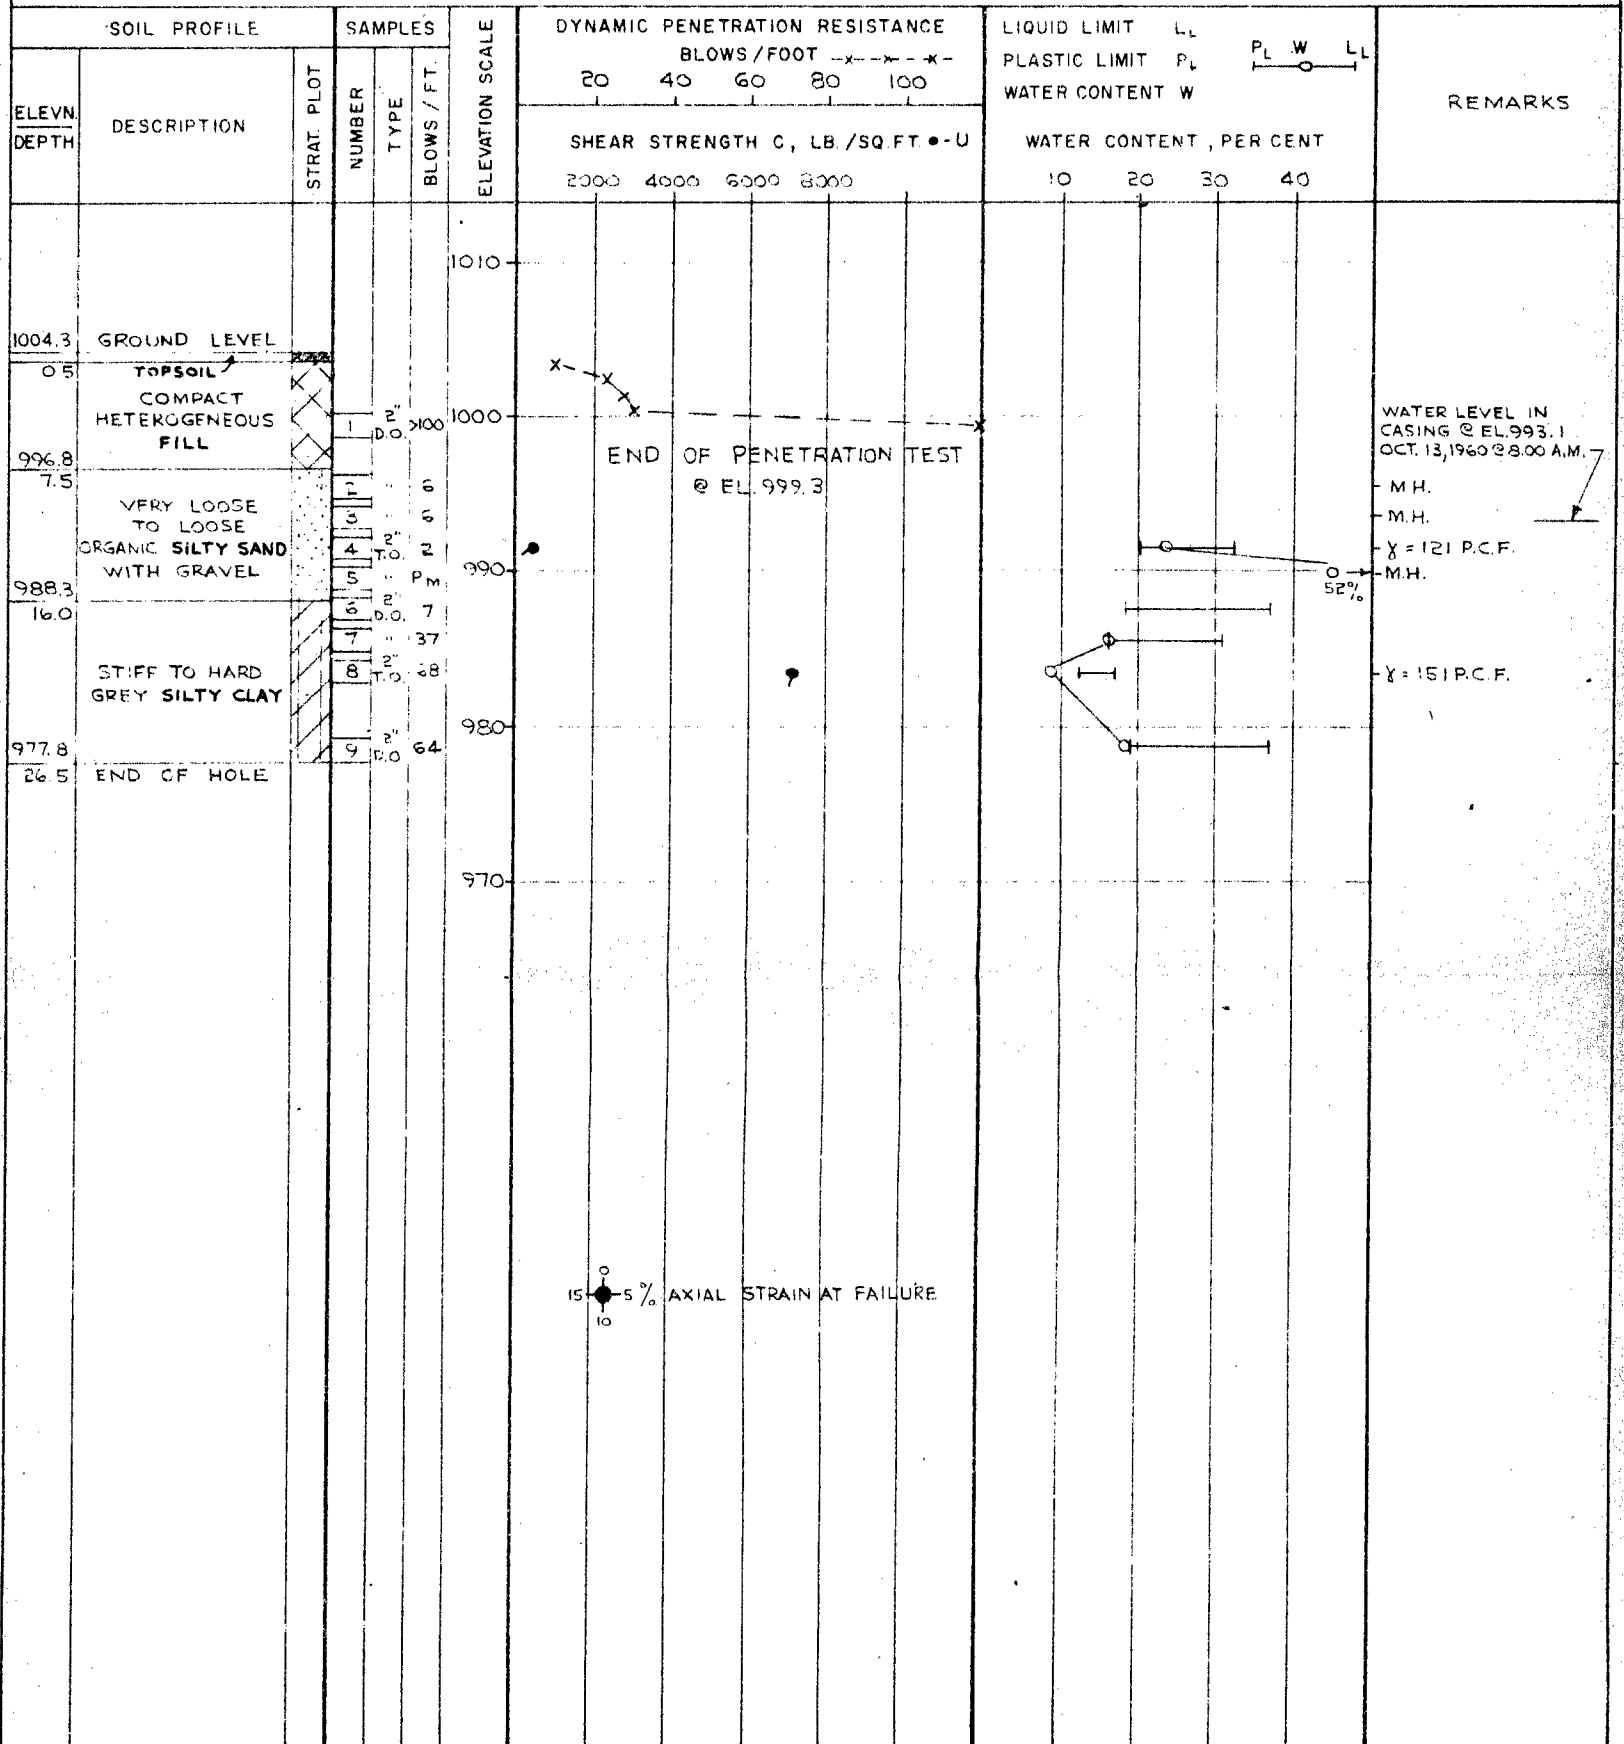 SOIL PROFILE
SAMPLES
ELEVATION SCALE
DYNAMIC PENETRATION RESISTANCE
BLOWS/FOOT --x--x---x-
20 40 60 80 100
SHEAR STRENGTH C, LB./SQ.FT. •-U
2000 4000 6000 8000
LIQUID LIMIT LL
PLASTIC LIMIT PL
WATER CONTENT W
PL W LL
WATER CONTENT, PER CENT
10 20 30 40
REMARKS
ELEVN.
DEPTH
DESCRIPTION
STRAT. PLOT
NUMBER
TYPE
BLOWS / FT.
1010
1000
990
980
970
1004.3 GROUND LEVEL
0.5 TOPSOIL
COMPACT
HETEROGENEOUS
FILL
996.8
7.5
VERY LOOSE
TO LOOSE
ORGANIC SILTY SAND
WITH GRAVEL
988.3
16.0
STIFF TO HARD
GREY SILTY CLAY
977.8
26.5 END OF HOLE
1 2" D.O. >100
2 " 6
3 " 6
4 2" T.O. 2
5 " PM
6 2" D.O. 7
7 " 37
8 2" T.O. 68
9 2" D.O. 64
END OF PENETRATION TEST
@ EL. 999.3
52%
WATER LEVEL IN
CASING @ EL. 993.1
OCT. 13, 1960 @ 8.00 A.M.
M.H.
M.H.
γ = 121 P.C.F.
M.H.
γ = 151 P.C.F.
0
15 5 % AXIAL STRAIN AT FAILURE
10